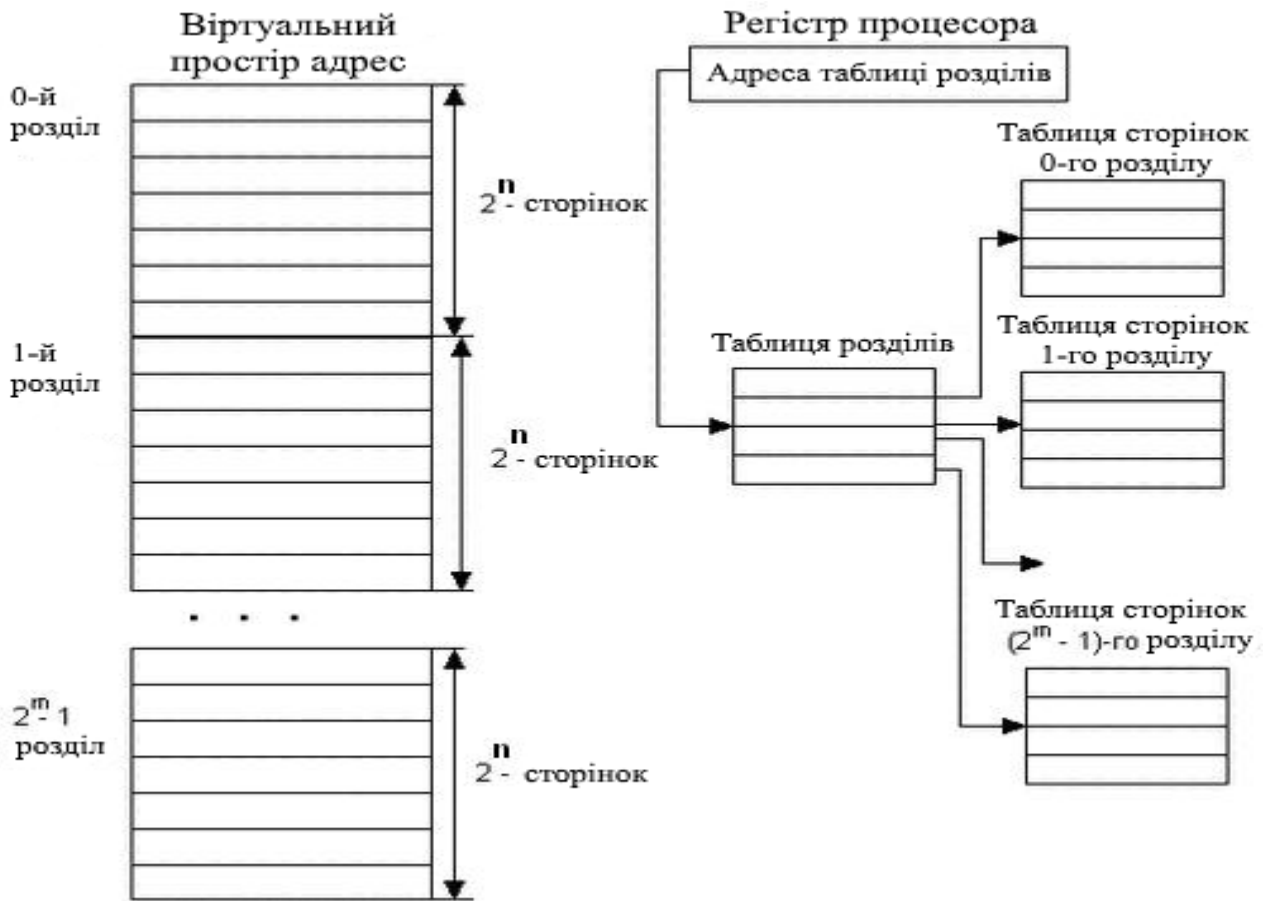 Віртуальний
простір адрес
0-й
розділ
2ⁿ- сторінок
1-й
розділ
2ⁿ - сторінок
. . .
2ᵐ- 1
розділ
2ⁿ- сторінок
Регістр процесора
Адреса таблиці розділів
Таблиця сторінок
0-го розділу
Таблиця розділів
Таблиця сторінок
1-го розділу
Таблиця сторінок
(2ᵐ - 1)-го розділу